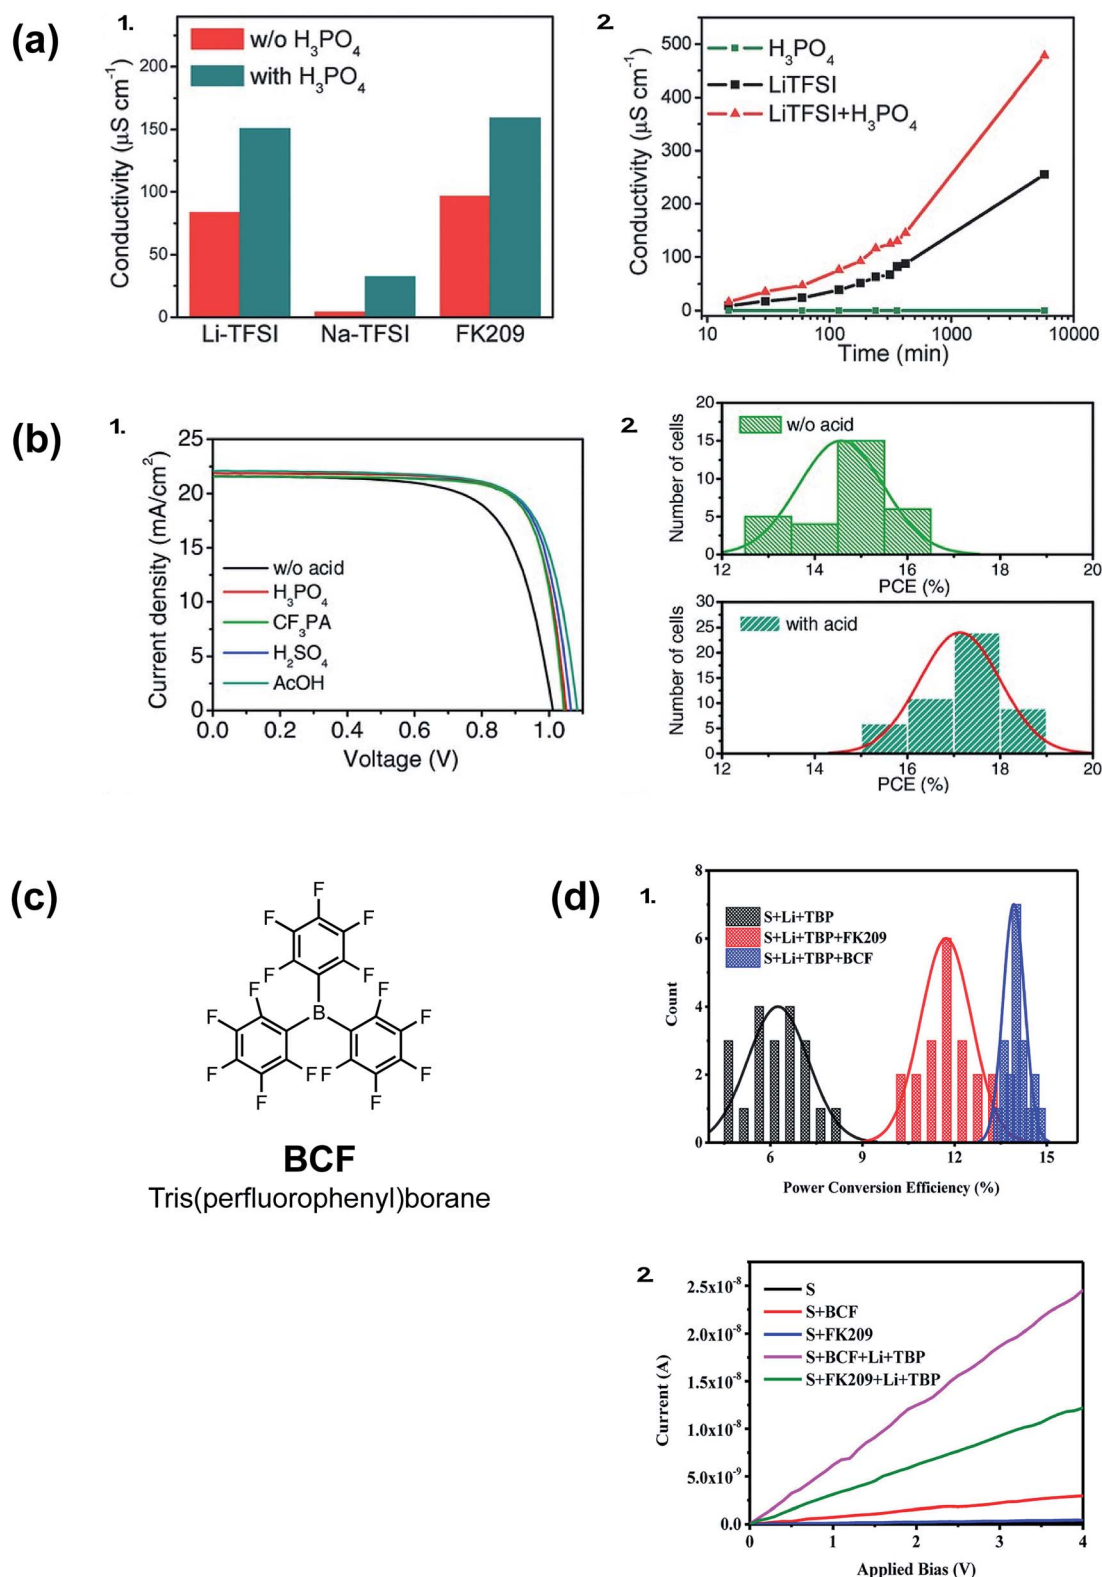 (a)
1.
w/o H₃PO₄
with H₃PO₄
Conductivity (µS cm⁻¹)
200
150
100
50
0
Li-TFSI Na-TFSI FK209
2.
H₃PO₄
LiTFSI
LiTFSI+H₃PO₄
Conductivity (µS cm⁻¹)
500
400
300
200
100
0
10 100 1000 10000
Time (min)
(b)
1.
Current density (mA/cm²)
25
20
15
10
5
0
w/o acid
H₃PO₄
CF₃PA
H₂SO₄
AcOH
0.0 0.2 0.4 0.6 0.8 1.0
Voltage (V)
2.
Number of cells
20
15
10
5
0
w/o acid
12 14 16 18 20
PCE (%)
Number of cells
30
25
20
15
10
5
0
with acid
12 14 16 18 20
PCE (%)
(c)
F
F F
F F
B
F F
F F
F F
F F
F F
BCF
Tris(perfluorophenyl)borane
(d)
1.
Count
8
6
4
2
0
S+Li+TBP
S+Li+TBP+FK209
S+Li+TBP+BCF
6 9 12 15
Power Conversion Efficiency (%)
2.
Current (A)
2.5x10⁻⁸
2.0x10⁻⁸
1.5x10⁻⁸
1.0x10⁻⁸
5.0x10⁻⁹
0.0
S
S+BCF
S+FK209
S+BCF+Li+TBP
S+FK209+Li+TBP
0 1 2 3 4
Applied Bias (V)